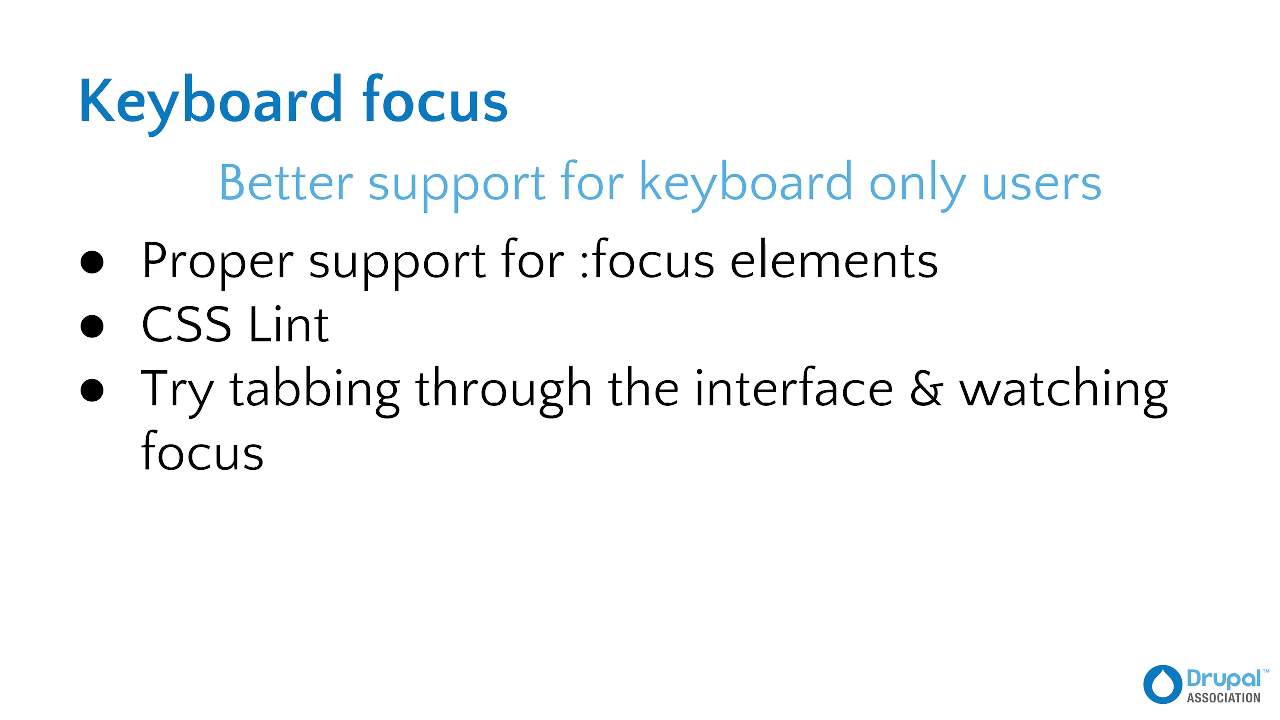 Keyboard focus
Better support for keyboard only users
● Proper support for :focus elements
● CSS Lint
● Try tabbing through the interface & watching
focus
Drupal™
ASSOCIATION